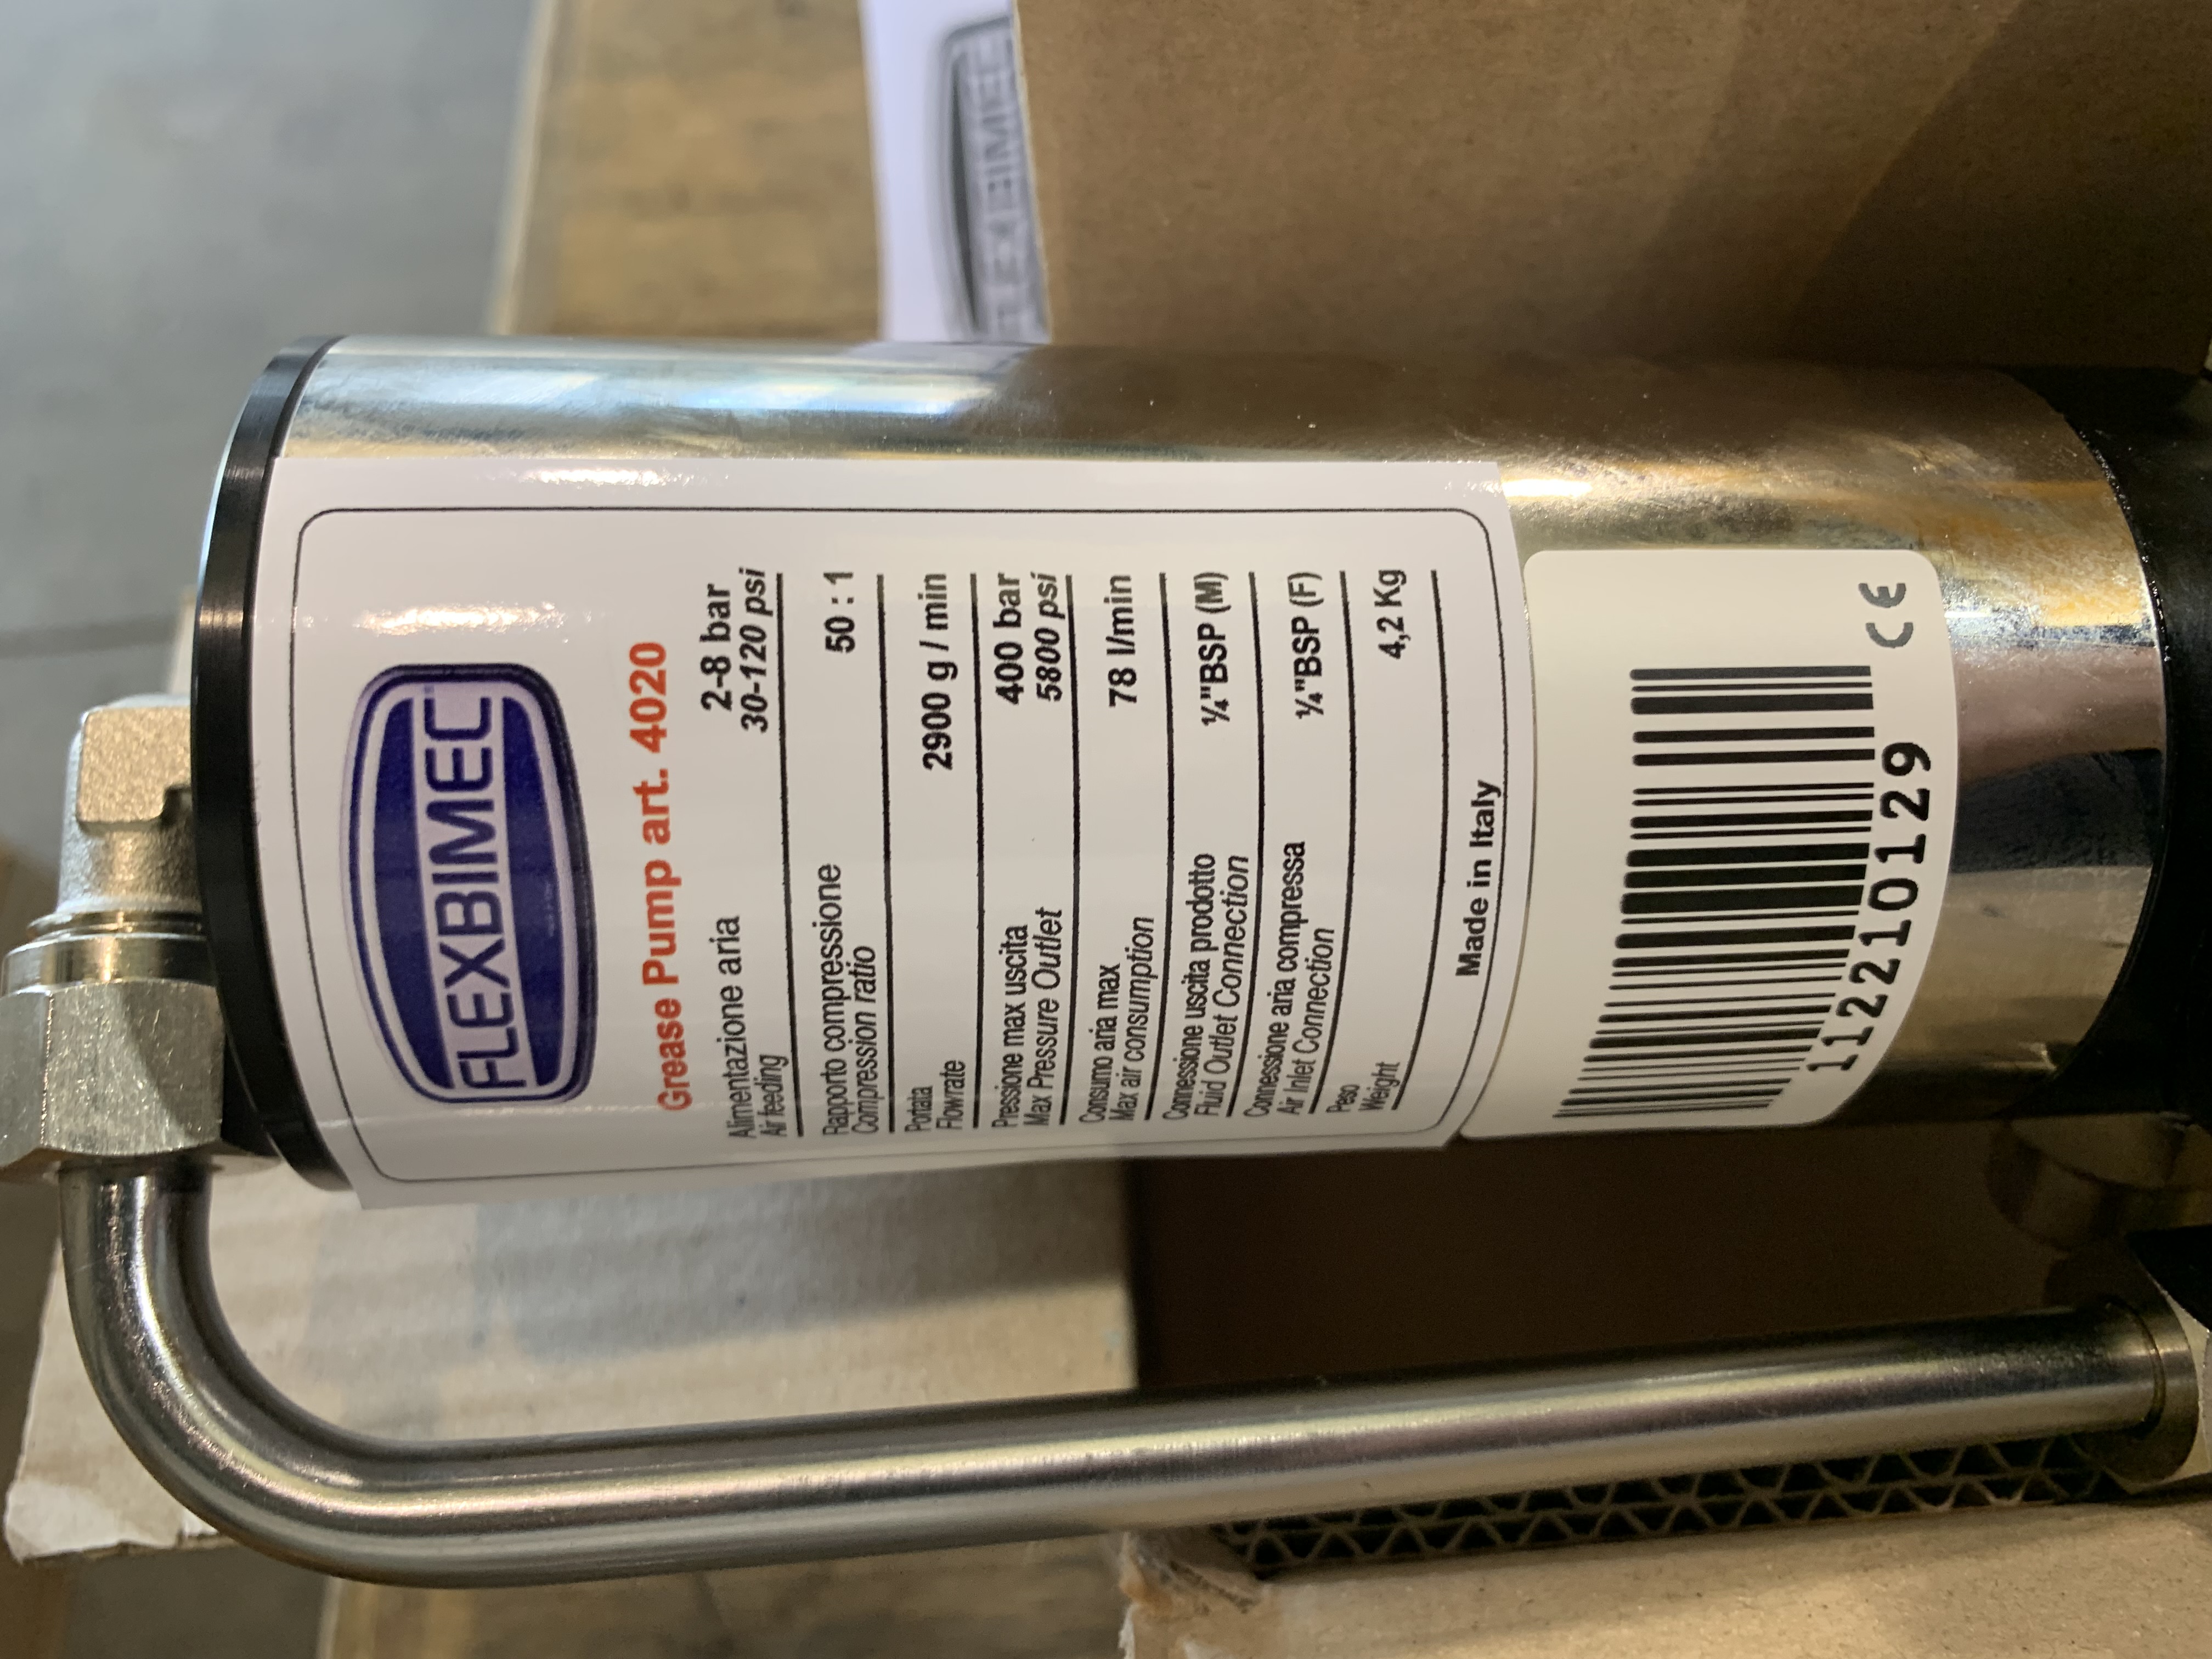 FLEXBIMEC
Grease Pump art. 4020
Alimentazione aria 2-8 bar
Air feeding 30-120 psi
Rapporto compressione 50 : 1
Compression ratio
Portata
Flowrate 2900 g / min
Pressione max uscita 400 bar
Max Pressure Outlet 5800 psi
Consumo aria max 78 l/min
Max air consumption
Connessione uscita prodotto ¼"BSP (M)
Fluid Outlet Connection
Connessione aria compressa ¼"BSP (F)
Air Inlet Connection
Peso 4,2 Kg
Weight
Made in Italy
CE
11221O129
FLEXBIMEC